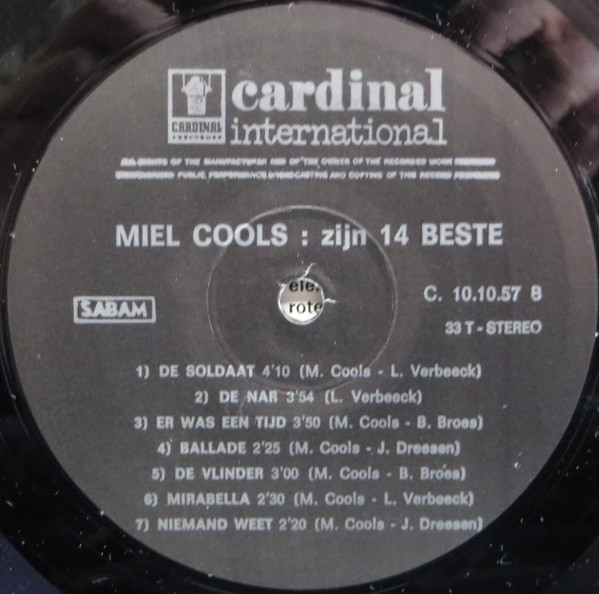 CARDINAL
RECORDS
cardinal
international
ALL RIGHTS OF THE MANUFACTURER AND OF THE OWNER OF THE RECORDED WORK
PUBLIC PERFORMANCE BROADCASTING AND COPYING OF THIS RECORD
MIEL COOLS : zijn 14 BESTE
ele.
rote
SABAM
C. 10.10.57 B
33 T - STEREO
1) DE SOLDAAT 4'10 (M. Cools - L. Verbeeck)
2) DE NAR 3'54 (L. Verbeeck)
3) ER WAS EEN TIJD 3'50 (M. Cools - B. Broes)
4) BALLADE 2'25 (M. Cools - J. Dreesen)
5) DE VLINDER 3'00 (M. Cools - B. Broes)
6) MIRABELLA 2'30 (M. Cools - L. Verbeeck)
7) NIEMAND WEET 2'20 (M. Cools - J. Dreesen)